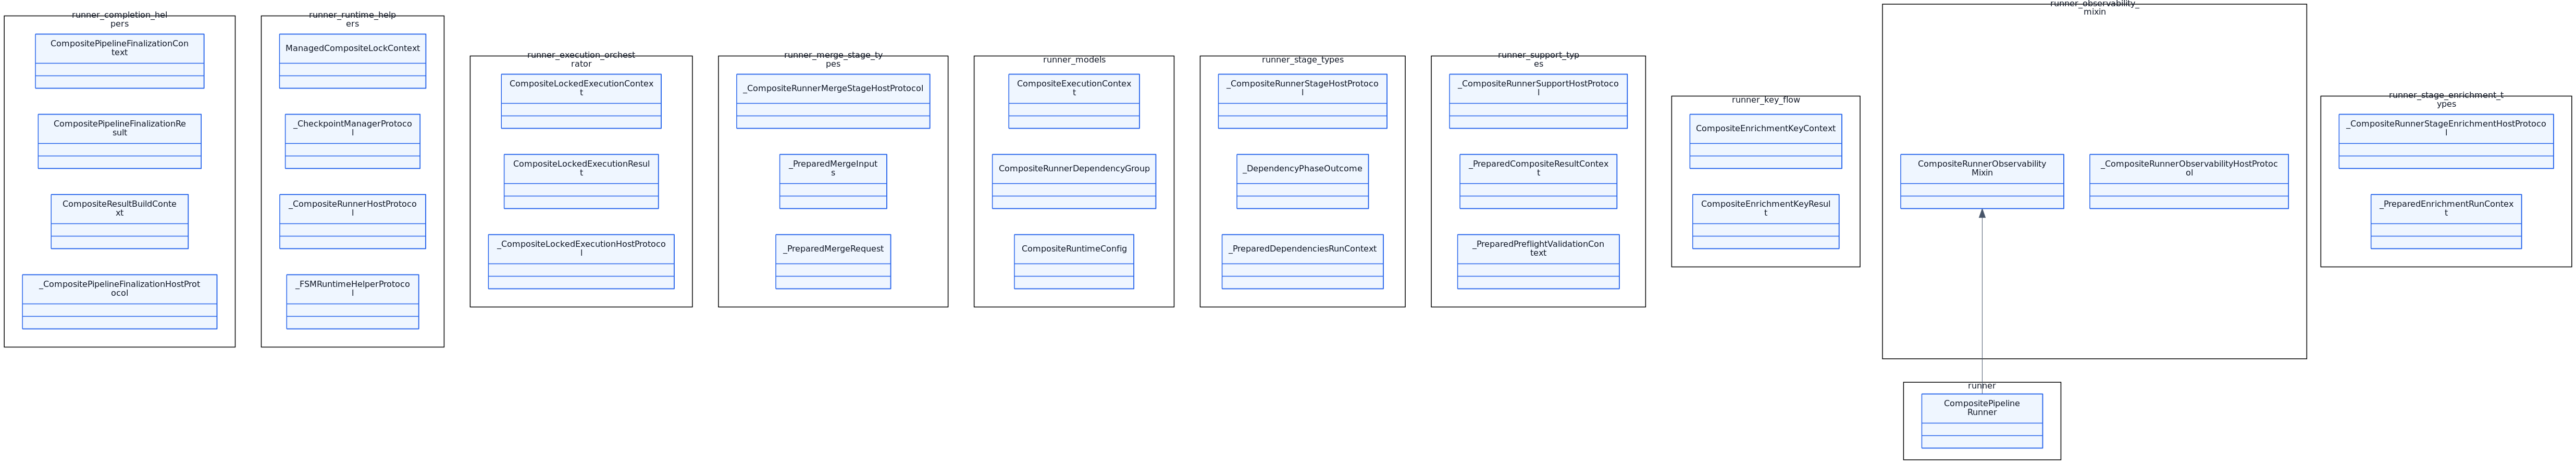 runner_completion_hel
pers
CompositePipelineFinalizationCon
text
CompositePipelineFinalizationRe
sult
CompositeResultBuildConte
xt
_CompositePipelineFinalizationHostProt
ocol
runner_runtime_help
ers
ManagedCompositeLockContext
_CheckpointManagerProtoco
l
_CompositeRunnerHostProtoco
l
_FSMRuntimeHelperProtoco
l
runner_execution_orchest
rator
CompositeLockedExecutionContex
t
CompositeLockedExecutionResul
t
_CompositeLockedExecutionHostProtoco
l
runner_merge_stage_ty
pes
_CompositeRunnerMergeStageHostProtocol
_PreparedMergeInput
s
_PreparedMergeRequest
runner_models
CompositeExecutionContex
t
CompositeRunnerDependencyGroup
CompositeRuntimeConfig
runner_stage_types
_CompositeRunnerStageHostProtoco
l
_DependencyPhaseOutcome
_PreparedDependenciesRunContext
runner_support_typ
es
_CompositeRunnerSupportHostProtoco
l
_PreparedCompositeResultContex
t
_PreparedPreflightValidationCon
text
runner_key_flow
CompositeEnrichmentKeyContext
CompositeEnrichmentKeyResul
t
runner_observability_
mixin
CompositeRunnerObservability
Mixin
_CompositeRunnerObservabilityHostProtoc
ol
runner
CompositePipeline
Runner
runner_stage_enrichment_t
ypes
_CompositeRunnerStageEnrichmentHostProtoco
l
_PreparedEnrichmentRunContex
t